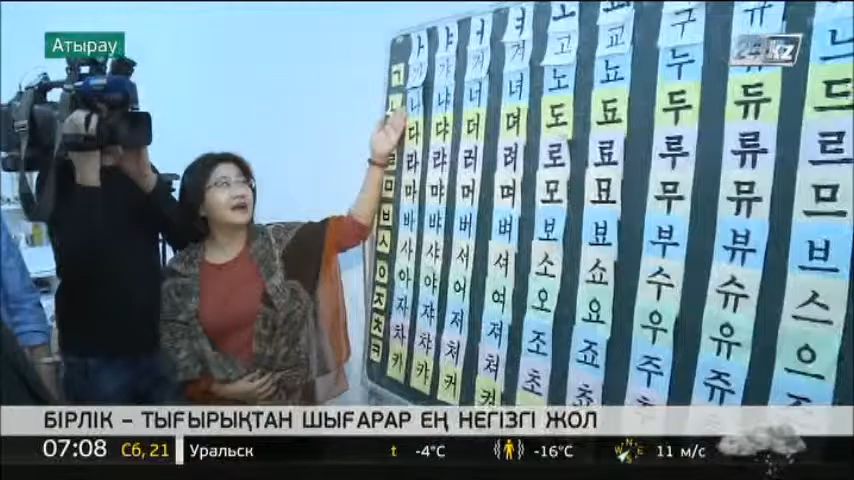 Атырау
24kz
ㅏ ㅑ ㅓ ㅕ
ㄱ 가 갸 거 겨 고 교 구
나 냐 너 녀 노 뇨 누 느
다 댜 더 뎌 도 됴 두 듀 드
ㄹ 라 랴 러 려 로 료 루 류 르
ㅁ 마 먀 머 며 모 묘 무 뮤 므
ㅂ 바 뱌 버 벼 보 뵤 부 뷰 브
ㅅ 사 샤 서 셔 소 쇼 수 슈 스
ㅇ 아 야 어 여 오 요 우 유 으
ㅈ 자 쟈 저 져 조 죠 주 쥬
ㅊ 차 챠 처 쳐 초
ㅋ 카 캬 커
БІРЛІК – ТЫҒЫРЫҚТАН ШЫҒАРАР ЕҢ НЕГІЗГІ ЖОЛ
07:08 Сб, 21 Уральск t -4°C -16°C N 11 м/с